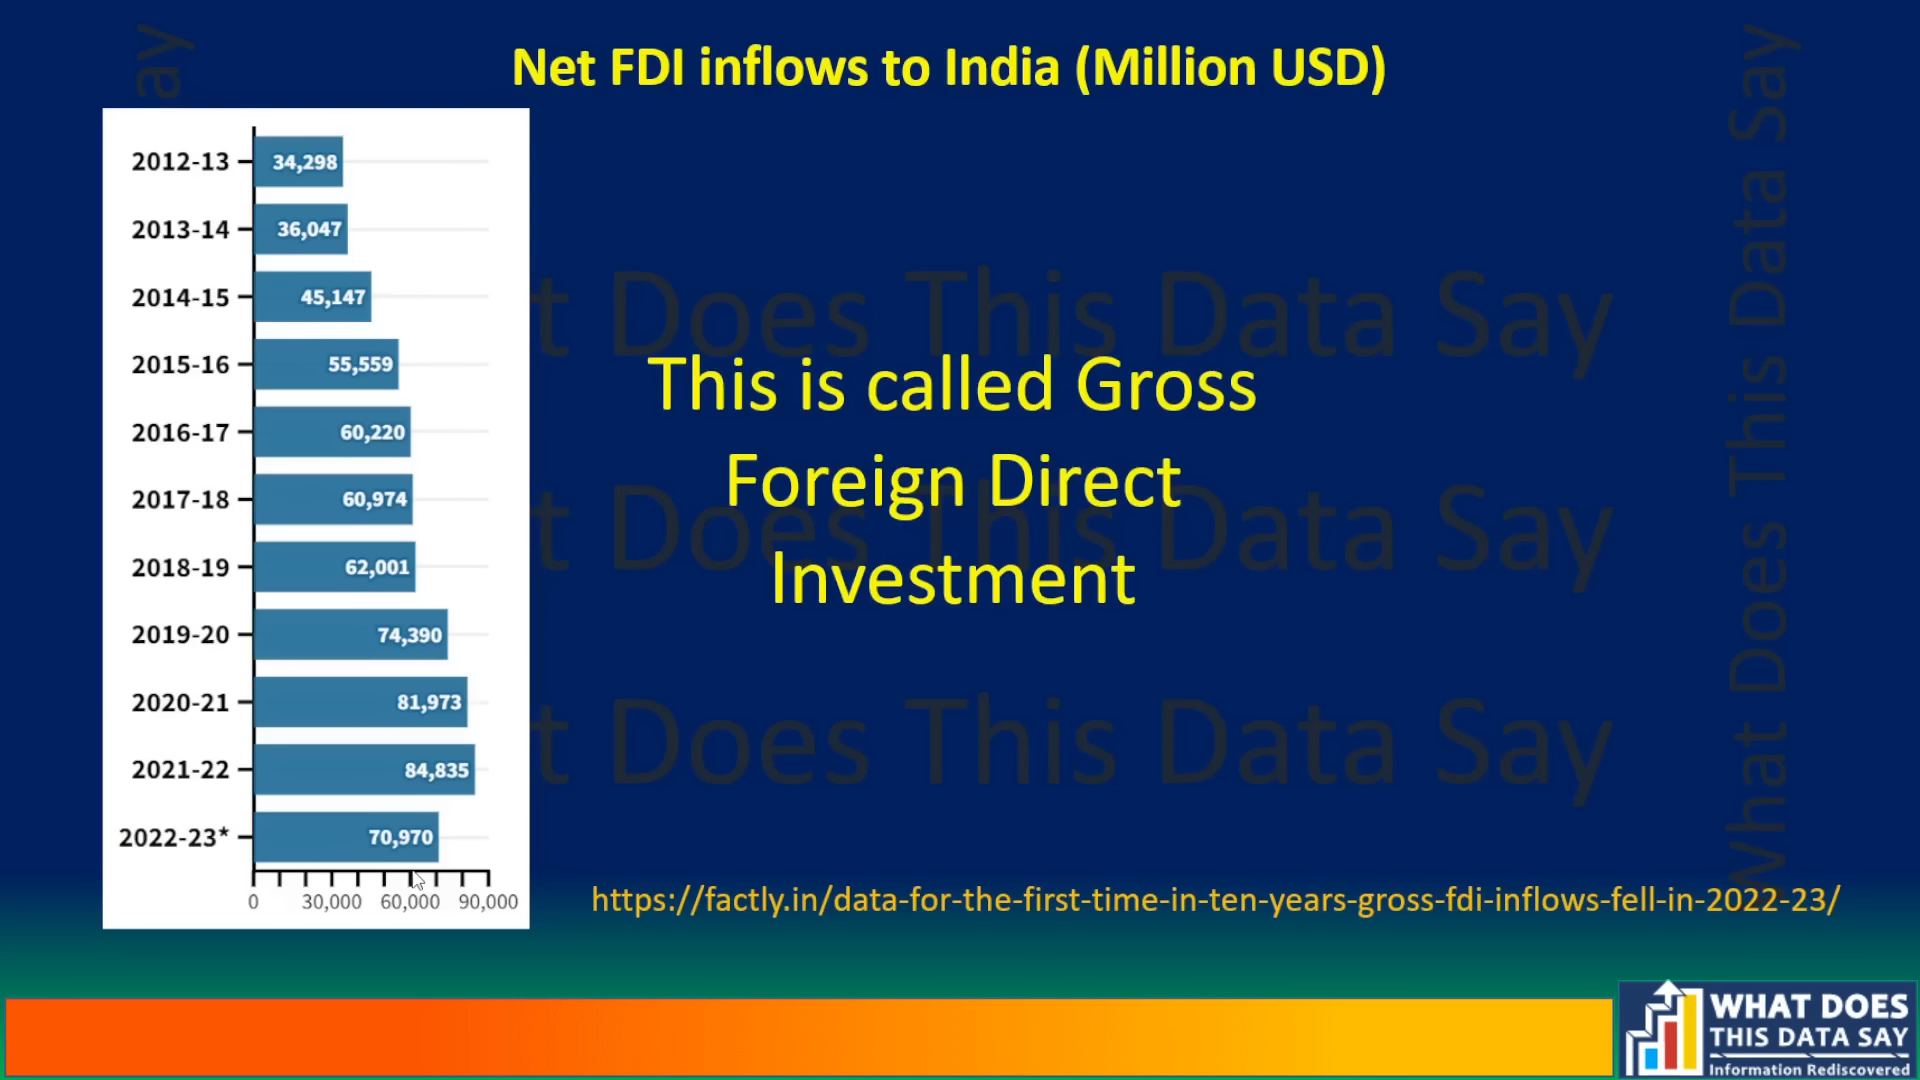 Net FDI inflows to India (Million USD)
ay
2012-13 34,298
2013-14 36,047
2014-15 45,147
2015-16 55,559
2016-17 60,220
2017-18 60,974
2018-19 62,001
2019-20 74,390
2020-21 81,973
2021-22 84,835
2022-23* 70,970
0 30,000 60,000 90,000
t Does This Data Say
This is called Gross
Foreign Direct
t Does This Data Say
Investment
t Does This Data Say
What Does This Data Say
https://factly.in/data-for-the-first-time-in-ten-years-gross-fdi-inflows-fell-in-2022-23/
WHAT DOES
THIS DATA SAY
Information Rediscovered